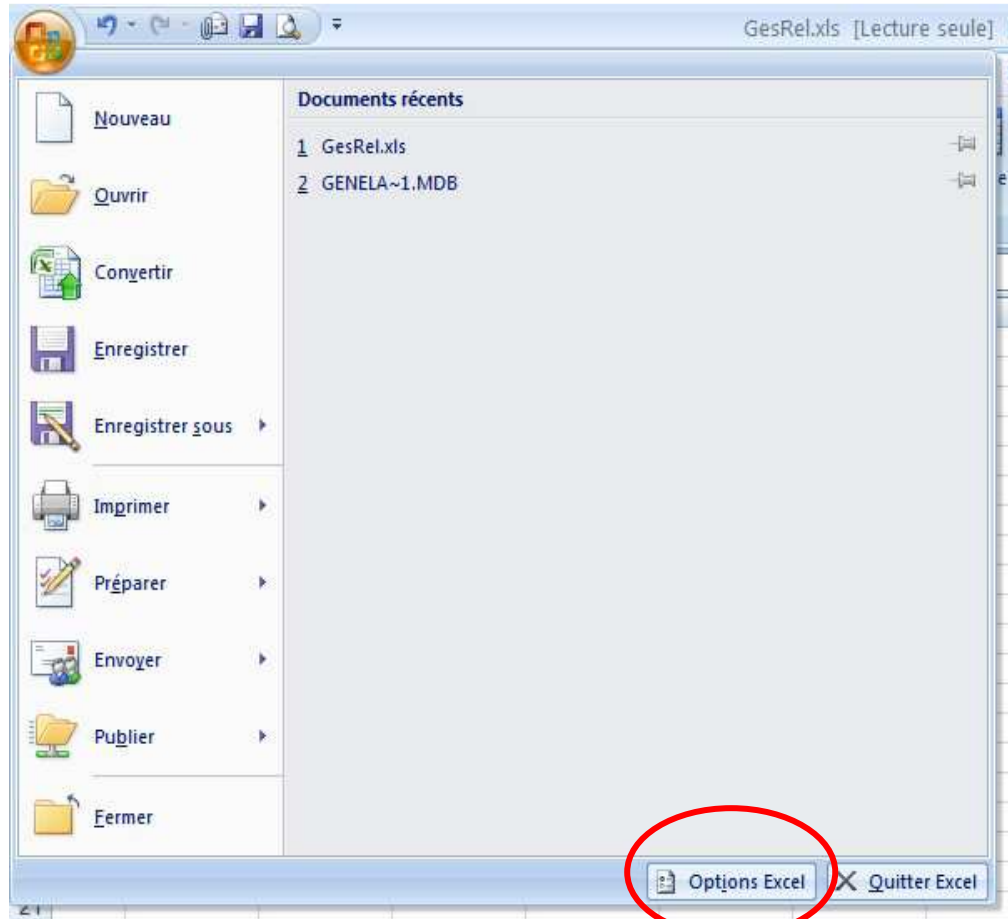 GesRel.xls [Lecture seule]
Nouveau
Ouvrir
Convertir
Enregistrer
Enregistrer sous
Imprimer
Préparer
Envoyer
Publier
Fermer
Documents récents
1 GesRel.xls
2 GENELA~1.MDB
Options Excel
Quitter Excel